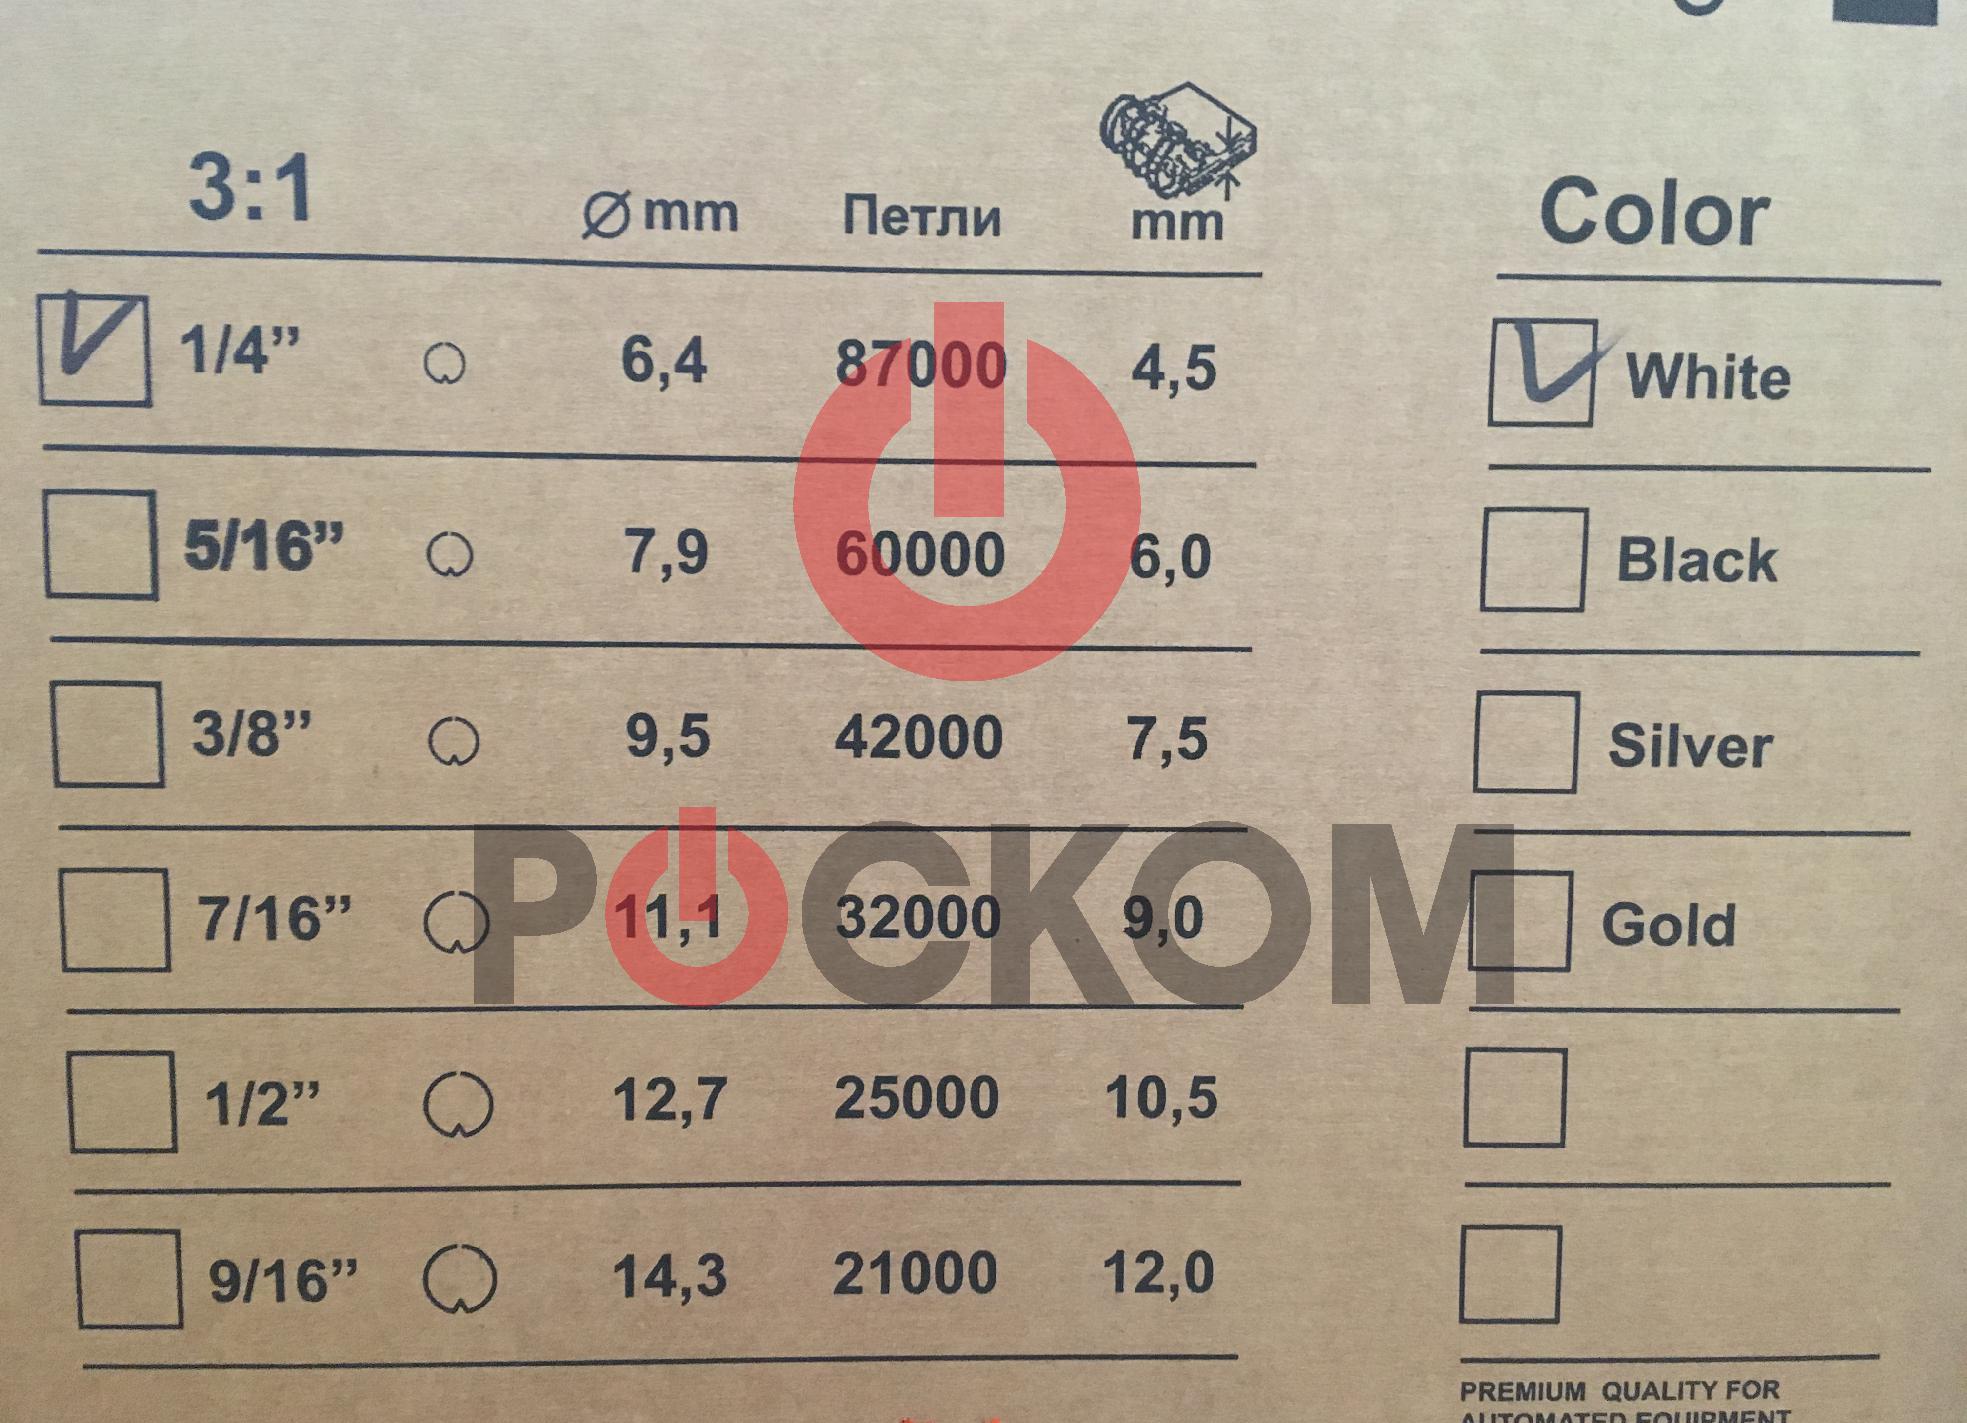 3:1 Ø mm Петли mm Color
1/4” 6,4 87000 4,5 White
5/16” 7,9 60000 6,0 Black
3/8” 9,5 42000 7,5 Silver
РОСКОМ
7/16” 11,1 32000 9,0 Gold
1/2” 12,7 25000 10,5
9/16” 14,3 21000 12,0
PREMIUM QUALITY FOR
AUTOMATED EQUIPMENT